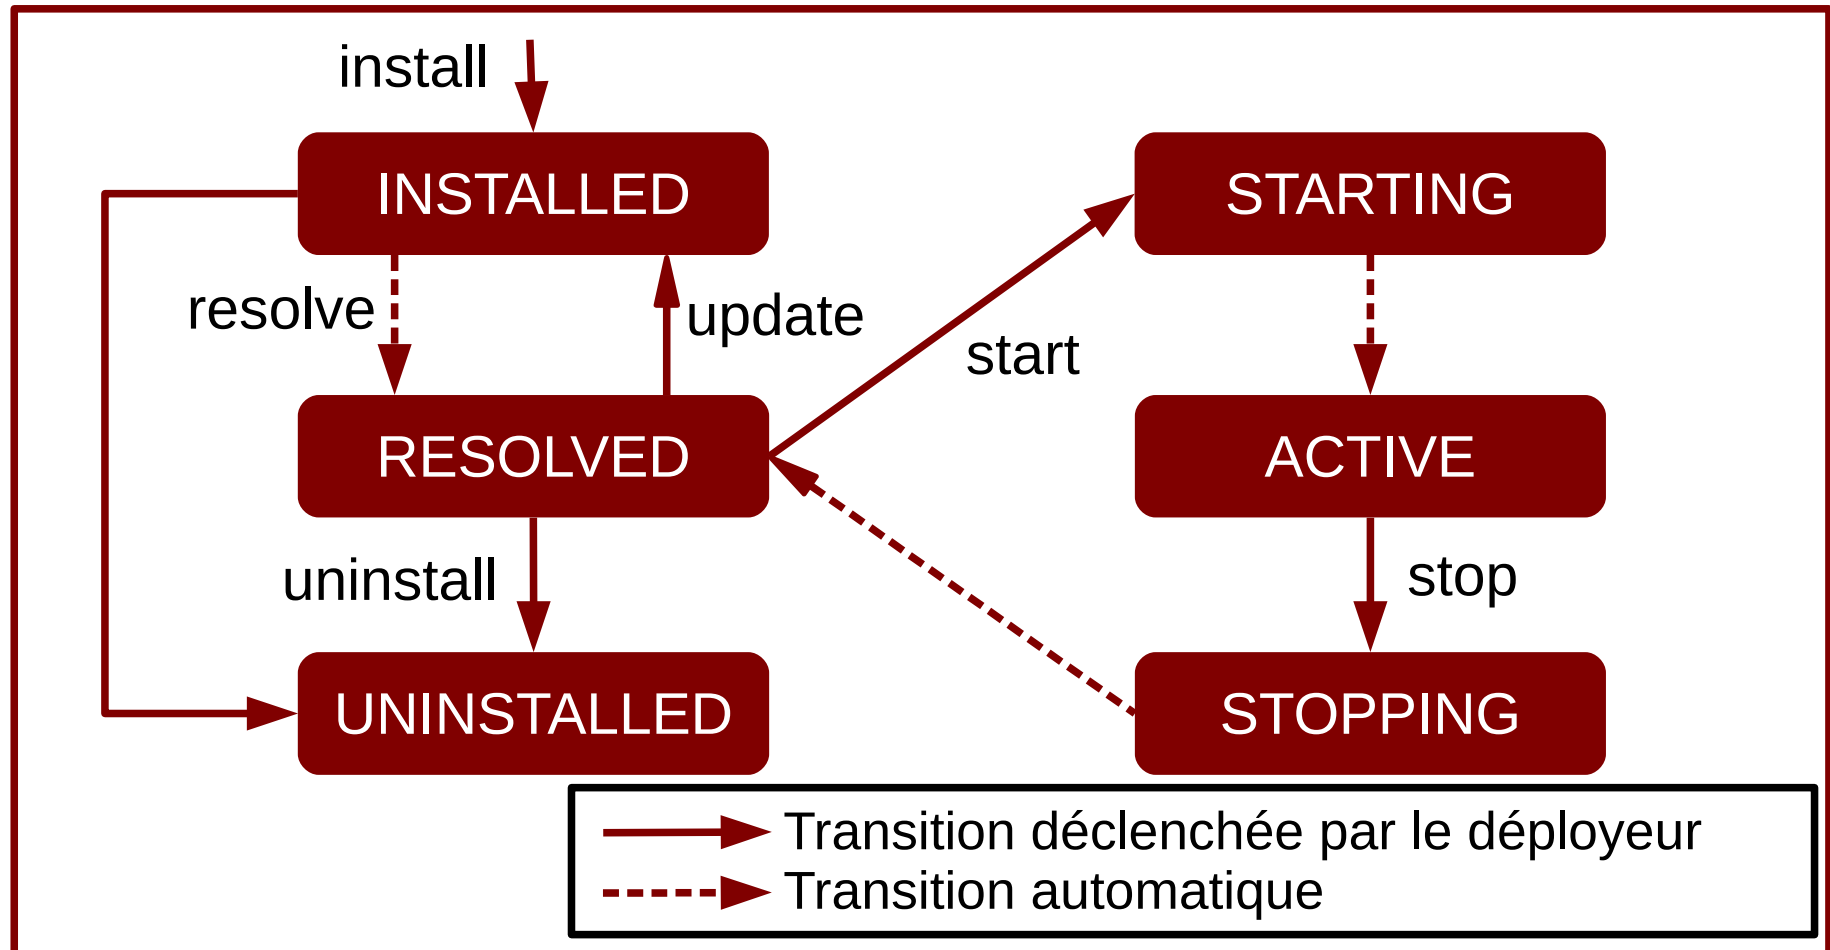 install
INSTALLED
STARTING
resolve
update
start
RESOLVED
ACTIVE
uninstall
stop
UNINSTALLED
STOPPING
Transition déclenchée par le déployeur
Transition automatique